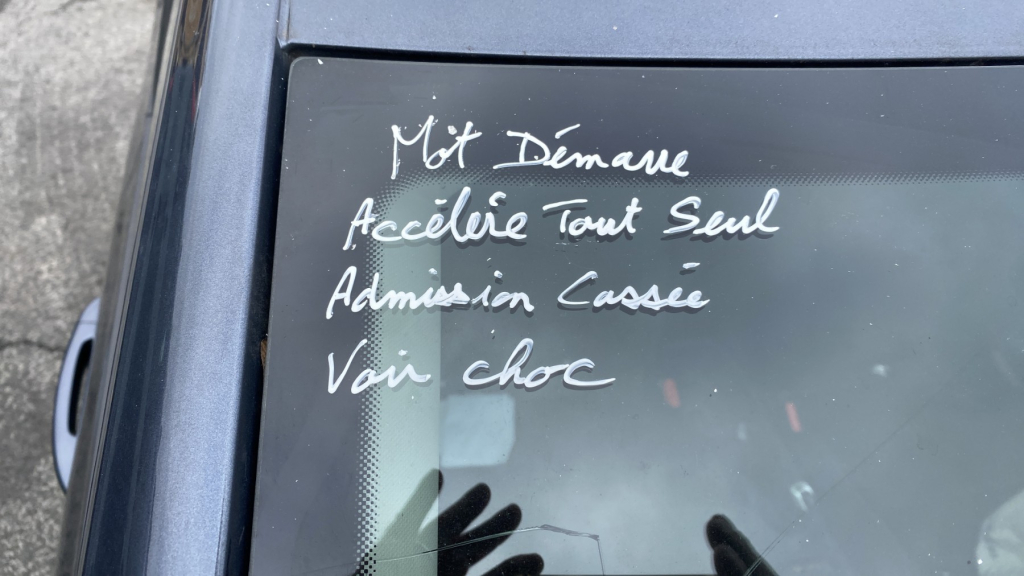 Mot Démarre
Accélère Tout Seul
Admission Cassée
Voir choc